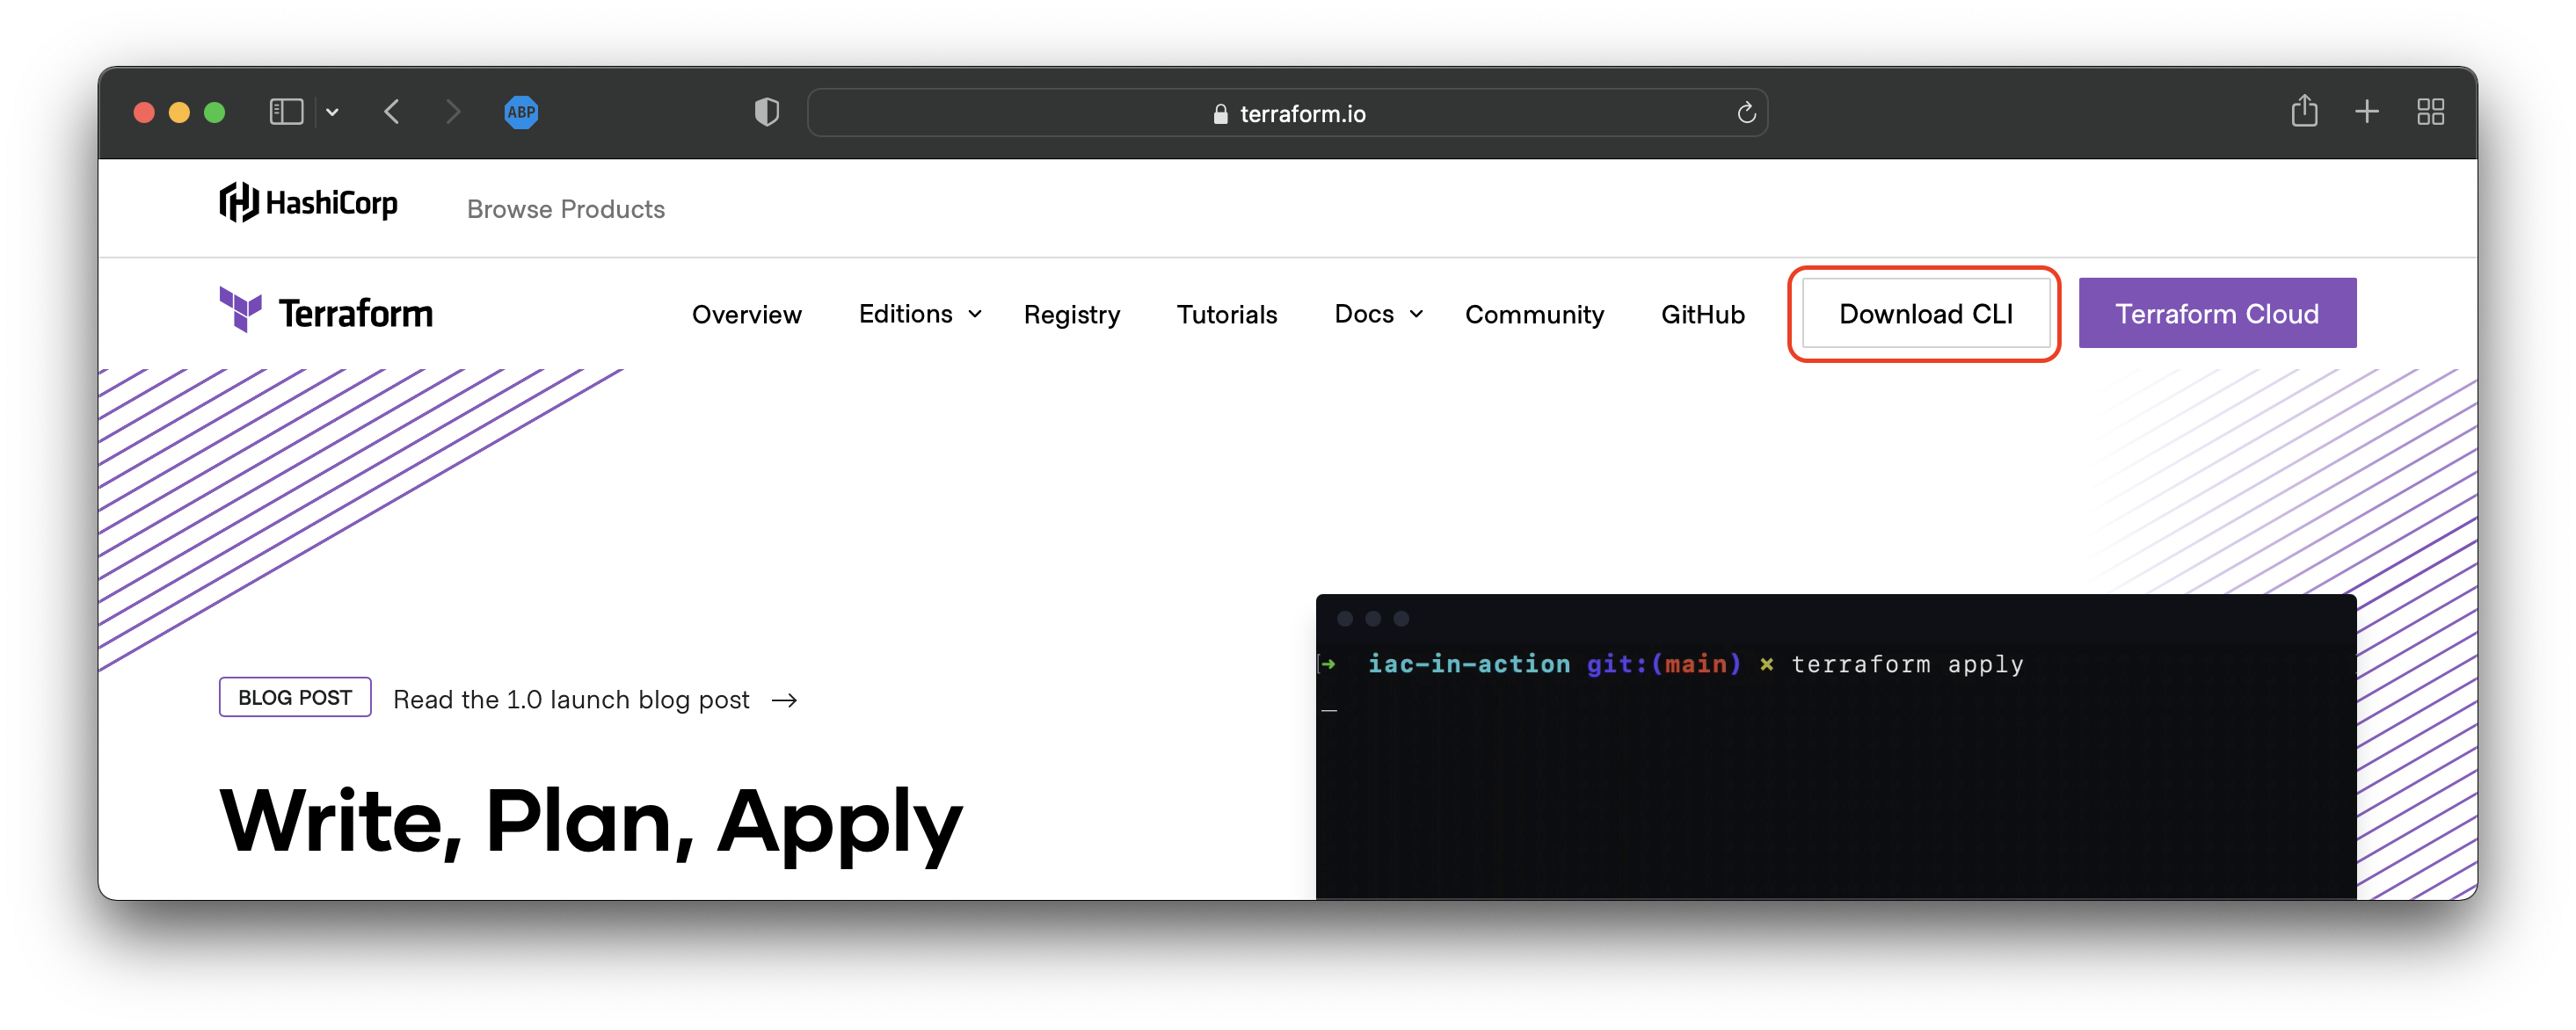 ABP
terraform.io
HashiCorp Browse Products
Terraform Overview Editions Registry Tutorials Docs Community GitHub Download CLI Terraform Cloud
➜ iac-in-action git:(main) × terraform apply
_
BLOG POST Read the 1.0 launch blog post →
Write, Plan, Apply